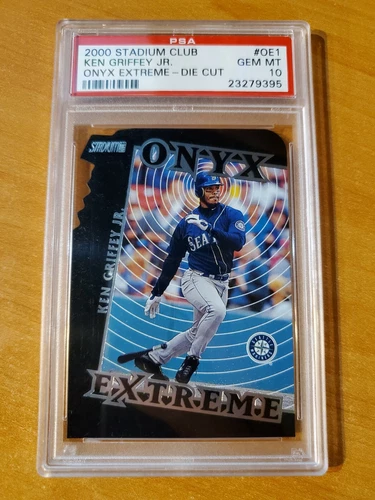 PSA
2000 STADIUM CLUB #OE1
KEN GRIFFEY JR. GEM MT
ONYX EXTREME-DIE CUT 10
23279395
STADIUM
ONYX
SEA
KEN GRIFFEY JR.
EXTREME